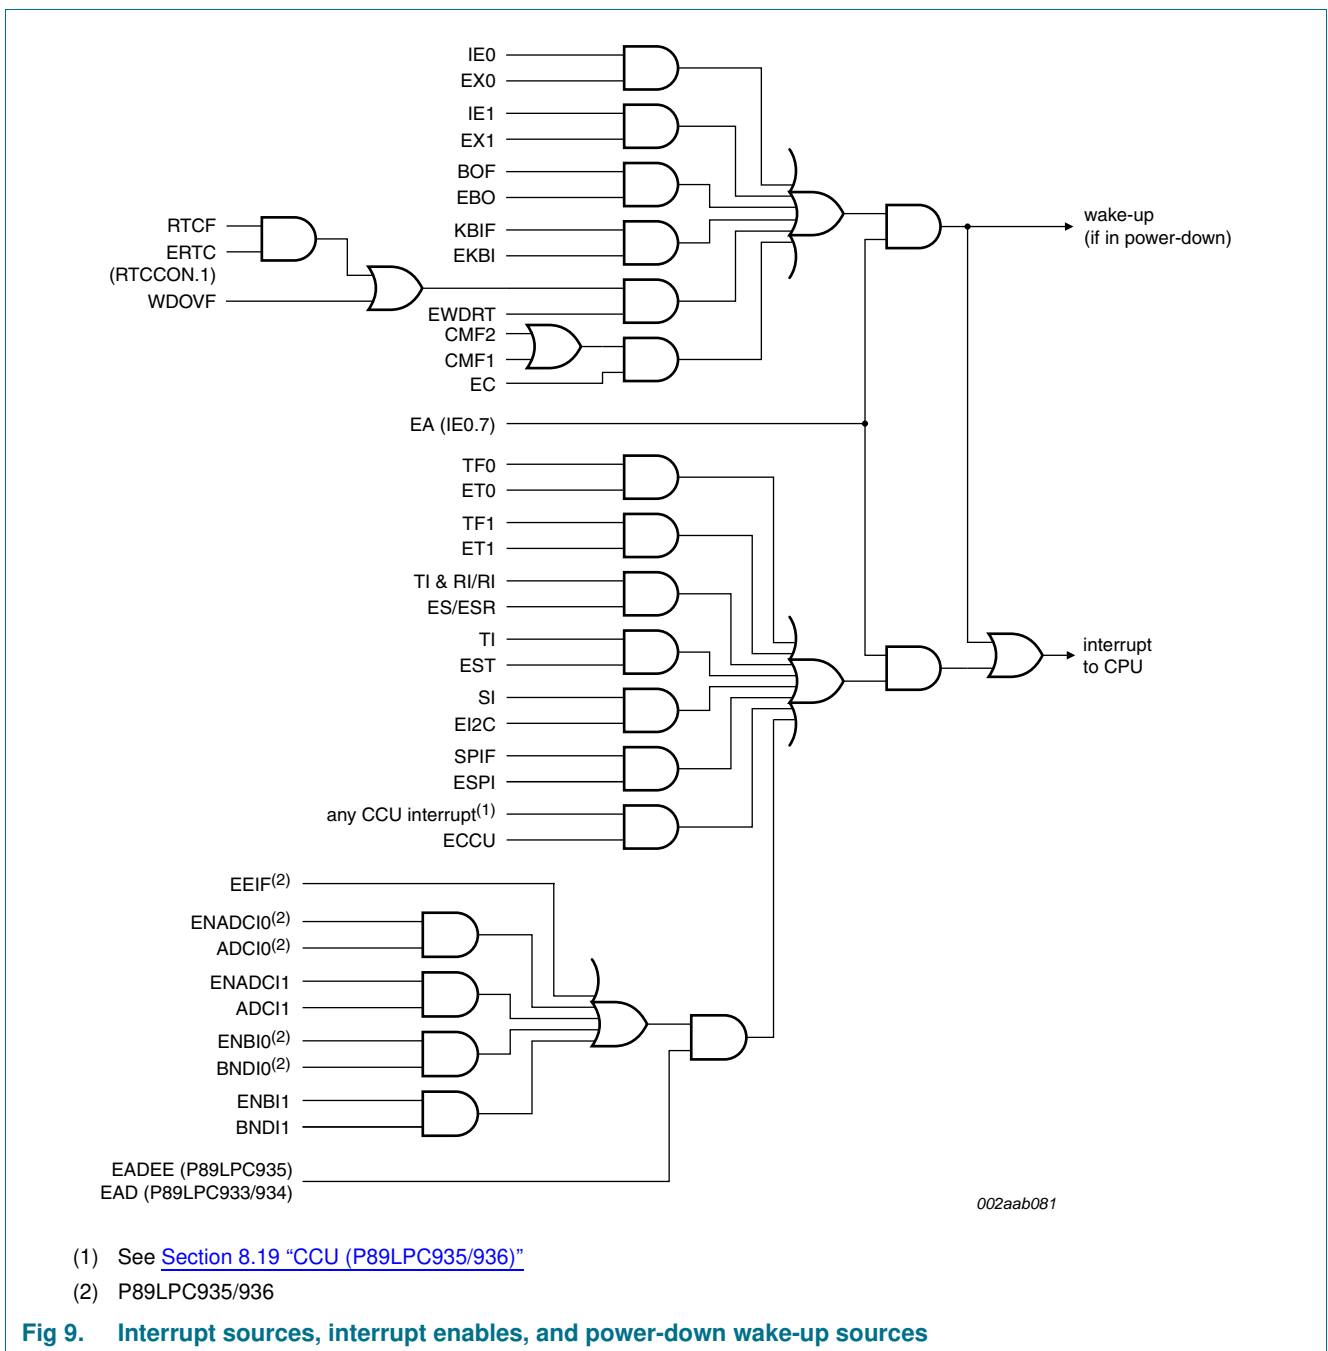 IE0
EX0
IE1
EX1
BOF
EBO
KBIF
EKBI
RTCF
ERTC
(RTCCON.1)
WDOVF
EWDRT
CMF2
CMF1
EC
wake-up
(if in power-down)
EA (IE0.7)
TF0
ET0
TF1
ET1
TI & RI/RI
ES/ESR
TI
EST
SI
EI2C
SPIF
ESPI
any CCU interrupt(1)
ECCU
interrupt
to CPU
EEIF(2)
ENADCI0(2)
ADCI0(2)
ENADCI1
ADCI1
ENBI0(2)
BNDI0(2)
ENBI1
BNDI1
EADEE (P89LPC935)
EAD (P89LPC933/934)
002aab081
(1) See Section 8.19 “CCU (P89LPC935/936)”
(2) P89LPC935/936
Fig 9. Interrupt sources, interrupt enables, and power-down wake-up sources